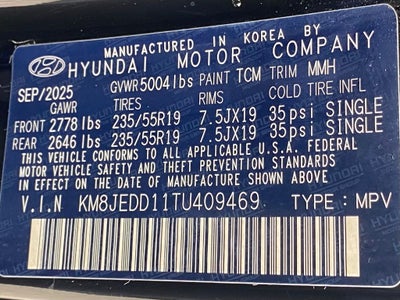 MANUFACTURED IN KOREA BY
HYUNDAI MOTOR COMPANY
SEP/2025 GVWR 5004 lbs PAINT TCM TRIM MMH
GAWR TIRES RIMS COLD TIRE INFL
FRONT 2778 lbs 235/55R19 7.5JX19 35psi SINGLE
REAR 2646 lbs 235/55R19 7.5JX19 35psi SINGLE
THIS VEHICLE CONFORMS TO ALL APPLICABLE U.S.A. FEDERAL
MOTOR VEHICLE SAFETY AND THEFT PREVENTION STANDARDS
IN EFFECT ON THE DATE OF MANUFACTURE SHOWN ABOVE.
V.I.N KM8JEDD11TU409469 TYPE : MPV